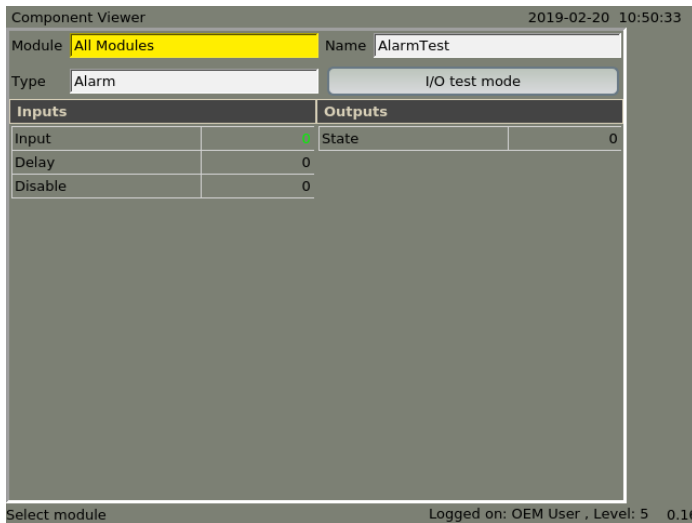 Component Viewer 2019-02-20 10:50:33
Module All Modules Name AlarmTest
Type Alarm I/O test mode
Inputs Outputs
Input 0 State 0
Delay 0
Disable 0
Select module Logged on: OEM User , Level: 5